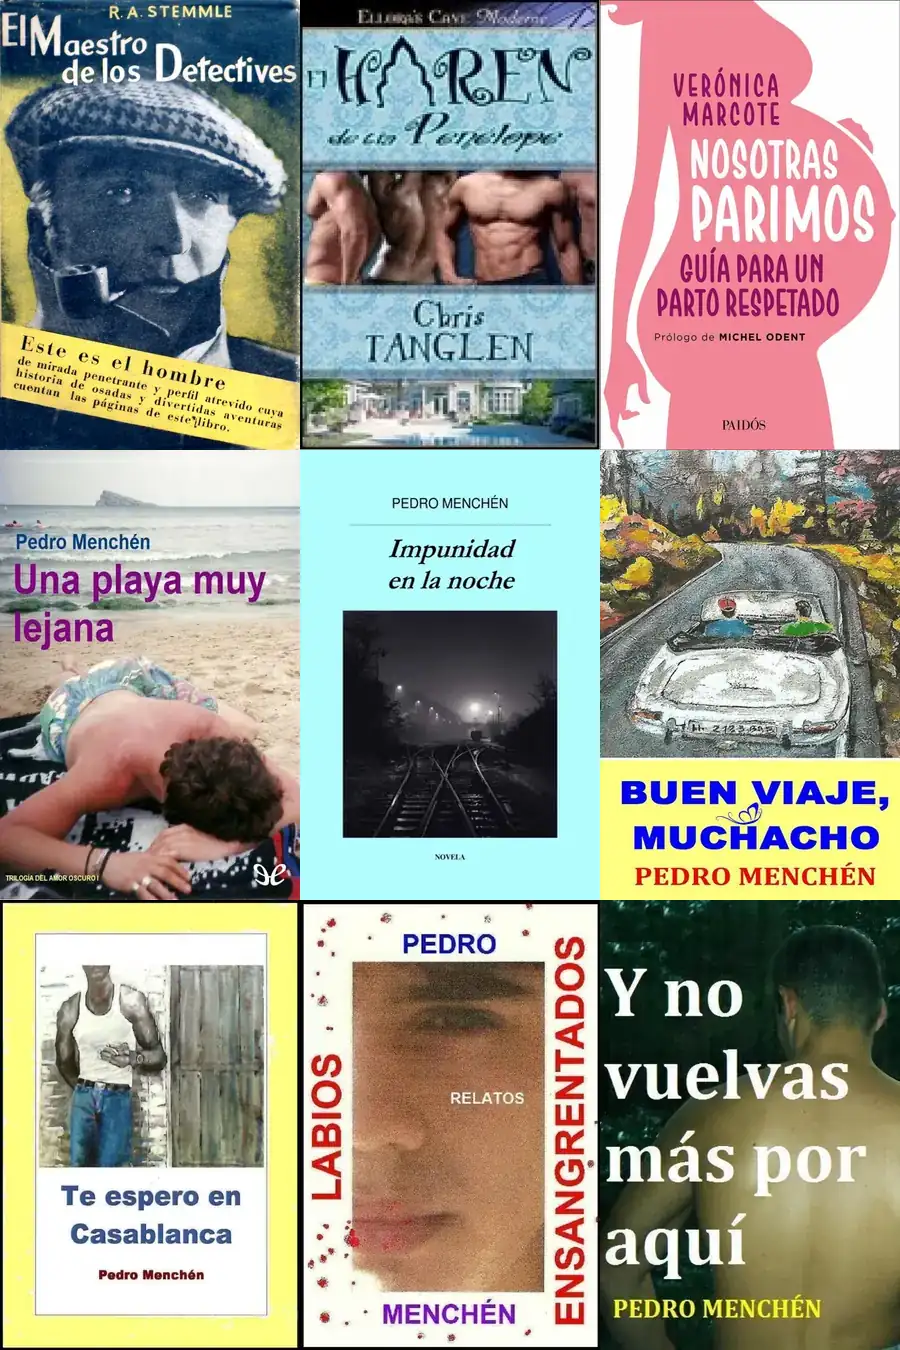 R. A. STEMMLE
El Maestro
de los Detectives
Este es el hombre
de mirada penetrante y perfil atrevido cuya
historia de osadas y divertidas aventuras
cuentan las páginas de este libro.
ELLORA'S CAVE Moderne
El HAREN
de una Penélope
Chris
TANGLEN
VERÓNICA
MARCOTE
NOSOTRAS
PARIMOS
GUÍA PARA UN
PARTO RESPETADO
Prólogo de MICHEL ODENT
PAIDÓS
Pedro Menchén
Una playa muy
lejana
TRILOGÍA DEL AMOR OSCURO I
PEDRO MENCHÉN
Impunidad
en la noche
NOVELA
BUEN VIAJE,
MUCHACHO
PEDRO MENCHÉN
Te espero en
Casablanca
Pedro Menchén
PEDRO
LABIOS
ENSANGRENTADOS
RELATOS
MENCHÉN
Y no
vuelvas
más por
aquí
PEDRO MENCHÉN